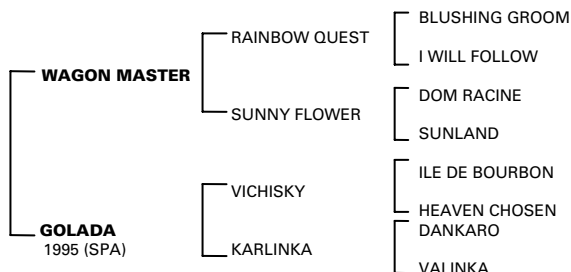 BLUSHING GROOM
RAINBOW QUEST
I WILL FOLLOW
WAGON MASTER
DOM RACINE
SUNNY FLOWER
SUNLAND
ILE DE BOURBON
VICHISKY
HEAVEN CHOSEN
GOLADA
1995 (SPA)
DANKARO
KARLINKA
VALINKA